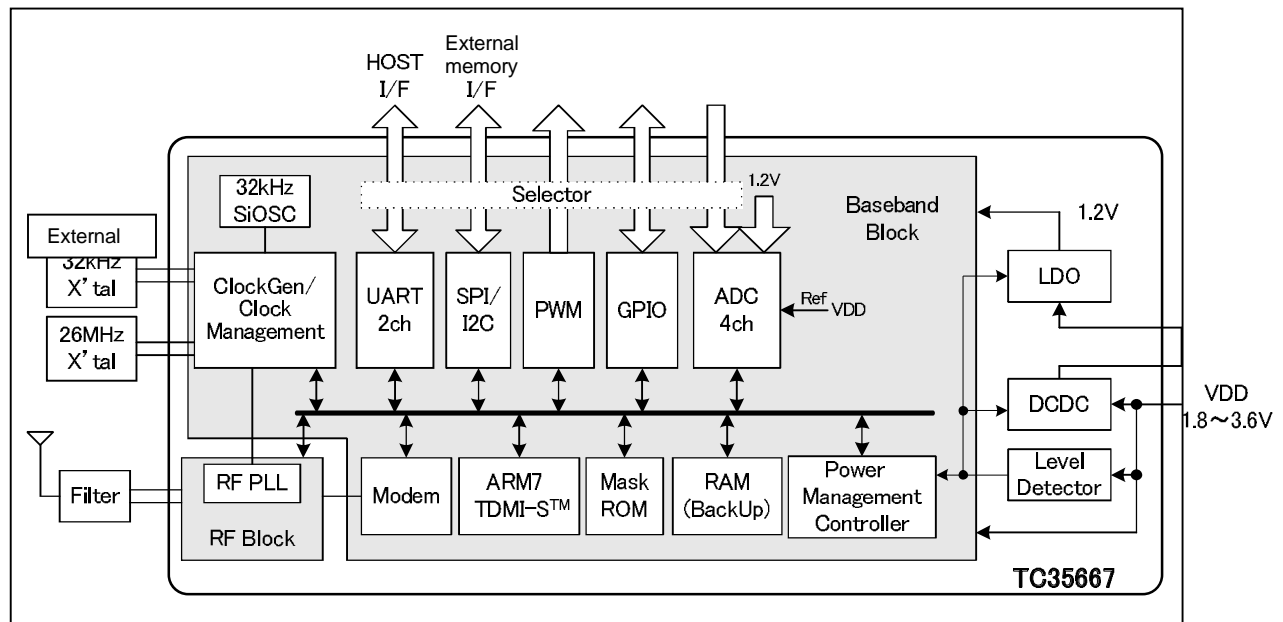 HOST
I/F
External
memory
I/F
32kHz
SiOSC
Selector
1.2V
Baseband
Block
1.2V
External
32kHz
X'tal
ClockGen/
Clock
Management
UART
2ch
SPI/
I2C
PWM
GPIO
ADC
4ch
Ref
VDD
LDO
26MHz
X'tal
DCDC
VDD
1.8～3.6V
Filter
RF PLL
RF Block
Modem
ARM7
TDMI-S™
Mask
ROM
RAM
(BackUp)
Power
Management
Controller
Level
Detector
TC35667